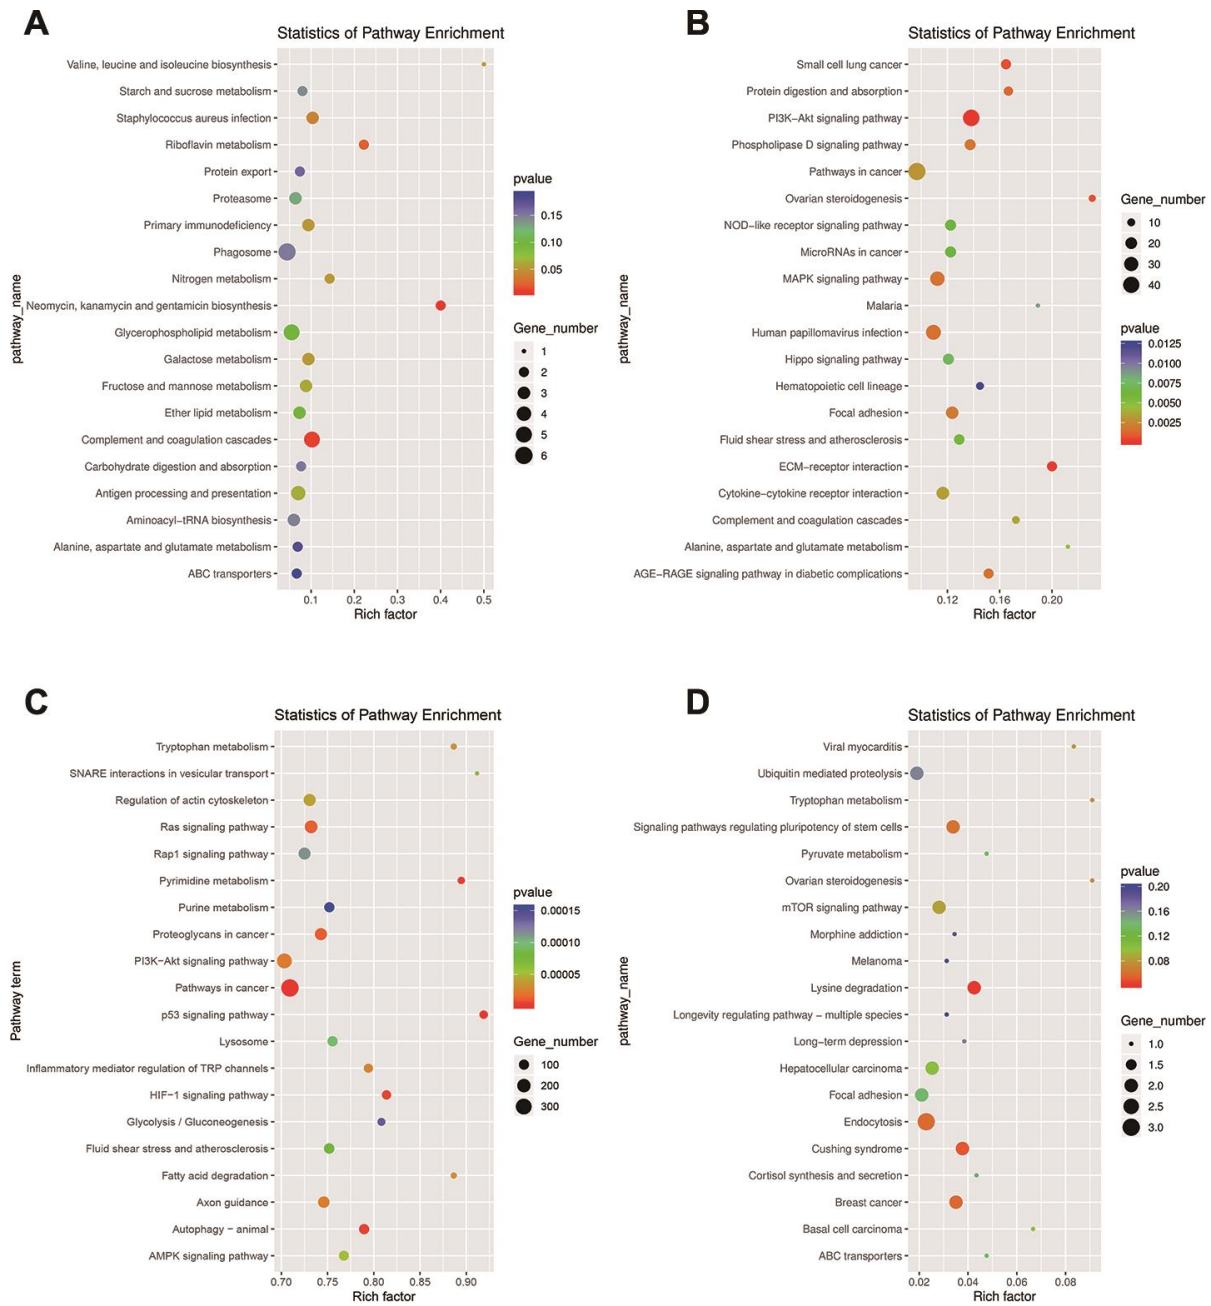 A
Statistics of Pathway Enrichment
pathway_name
Valine, leucine and isoleucine biosynthesis
Starch and sucrose metabolism
Staphylococcus aureus infection
Riboflavin metabolism
Protein export
Proteasome
Primary immunodeficiency
Phagosome
Nitrogen metabolism
Neomycin, kanamycin and gentamicin biosynthesis
Glycerophospholipid metabolism
Galactose metabolism
Fructose and mannose metabolism
Ether lipid metabolism
Complement and coagulation cascades
Carbohydrate digestion and absorption
Antigen processing and presentation
Aminoacyl−tRNA biosynthesis
Alanine, aspartate and glutamate metabolism
ABC transporters
0.1 0.2 0.3 0.4 0.5
Rich factor
pvalue
0.15
0.10
0.05
Gene_number
1
2
3
4
5
6
B
Statistics of Pathway Enrichment
pathway_name
Small cell lung cancer
Protein digestion and absorption
PI3K−Akt signaling pathway
Phospholipase D signaling pathway
Pathways in cancer
Ovarian steroidogenesis
NOD−like receptor signaling pathway
MicroRNAs in cancer
MAPK signaling pathway
Malaria
Human papillomavirus infection
Hippo signaling pathway
Hematopoietic cell lineage
Focal adhesion
Fluid shear stress and atherosclerosis
ECM−receptor interaction
Cytokine−cytokine receptor interaction
Complement and coagulation cascades
Alanine, aspartate and glutamate metabolism
AGE−RAGE signaling pathway in diabetic complications
0.12 0.16 0.20
Rich factor
Gene_number
10
20
30
40
pvalue
0.0125
0.0100
0.0075
0.0050
0.0025
C
Statistics of Pathway Enrichment
Pathway term
Tryptophan metabolism
SNARE interactions in vesicular transport
Regulation of actin cytoskeleton
Ras signaling pathway
Rap1 signaling pathway
Pyrimidine metabolism
Purine metabolism
Proteoglycans in cancer
PI3K−Akt signaling pathway
Pathways in cancer
p53 signaling pathway
Lysosome
Inflammatory mediator regulation of TRP channels
HIF−1 signaling pathway
Glycolysis / Gluconeogenesis
Fluid shear stress and atherosclerosis
Fatty acid degradation
Axon guidance
Autophagy − animal
AMPK signaling pathway
0.70 0.75 0.80 0.85 0.90
Rich factor
pvalue
0.00015
0.00010
0.00005
Gene_number
100
200
300
D
Statistics of Pathway Enrichment
pathway_name
Viral myocarditis
Ubiquitin mediated proteolysis
Tryptophan metabolism
Signaling pathways regulating pluripotency of stem cells
Pyruvate metabolism
Ovarian steroidogenesis
mTOR signaling pathway
Morphine addiction
Melanoma
Lysine degradation
Longevity regulating pathway − multiple species
Long−term depression
Hepatocellular carcinoma
Focal adhesion
Endocytosis
Cushing syndrome
Cortisol synthesis and secretion
Breast cancer
Basal cell carcinoma
ABC transporters
0.02 0.04 0.06 0.08
Rich factor
pvalue
0.20
0.16
0.12
0.08
Gene_number
1.0
1.5
2.0
2.5
3.0